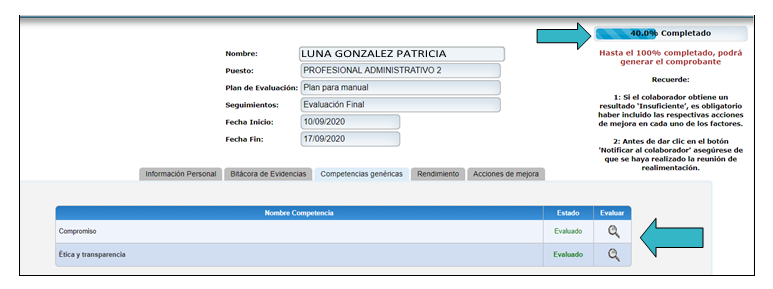 40.0% Completado
Hasta el 100% completado, podrá
generar el comprobante
Recuerde:
1: Si el colaborador obtiene un
resultado 'Insuficiente', es obligatorio
haber incluido las respectivas acciones
de mejora en cada uno de los factores.
2: Antes de dar clic en el botón
'Notificar al colaborador' asegúrese de
que se haya realizado la reunión de
realimentación.
Nombre: LUNA GONZALEZ PATRICIA
Puesto: PROFESIONAL ADMINISTRATIVO 2
Plan de Evaluación: Plan para manual
Seguimientos: Evaluación Final
Fecha Inicio: 10/09/2020
Fecha Fin: 17/09/2020
Información Personal Bitácora de Evidencias Competencias genéricas Rendimiento Acciones de mejora
Nombre Competencia Estado Evaluar
Compromiso Evaluado
Ética y transparencia Evaluado